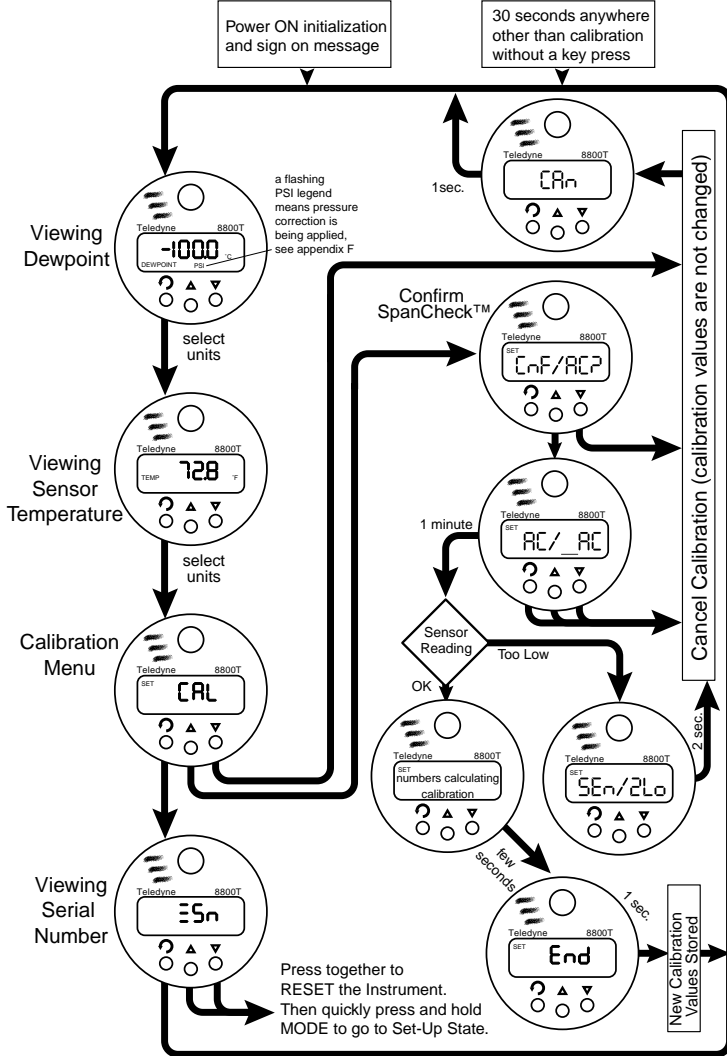 Power ON initialization
and sign on message
30 seconds anywhere
other than calibration
without a key press
Teledyne 8800T
CAn
1sec.
Viewing
Dewpoint
Teledyne 8800T
-100.0 °C
DEWPOINT PSI
a flashing
PSI legend
means pressure
correction is
being applied,
see appendix F
select
units
Confirm
SpanCheck™
Teledyne 8800T
SET
CnF/AC?
Viewing
Sensor
Temperature
Teledyne 8800T
TEMP 72.8 °F
select
units
1 minute
Teledyne 8800T
SET
AC/__AC
Cancel Calibration (calibration values are not changed)
Calibration
Menu
Teledyne 8800T
SET
CAL
Sensor
Reading
Too Low
OK
Teledyne 8800T
SET
numbers calculating
calibration
Teledyne 8800T
SET
SEn/2Lo
2 sec.
few
seconds
Viewing
Serial
Number
Teledyne 8800T
Ξ5n
Teledyne 8800T
SET
End
1 sec.
New Calibration
Values Stored
Press together to
RESET the Instrument.
Then quickly press and hold
MODE to go to Set-Up State.